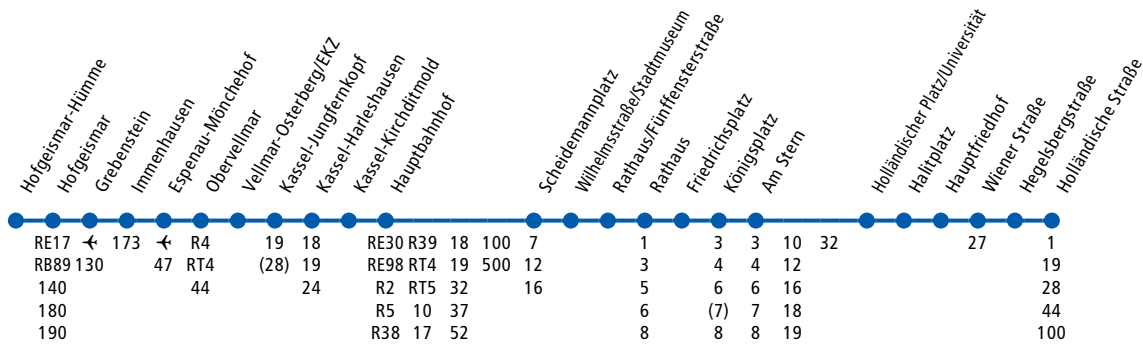 Hofgeismar-Hümme
Hofgeismar
Grebenstein
Immenhausen
Espenau-Mönchehof
Obervellmar
Vellmar-Osterberg/EKZ
Kassel-Jungfernkopf
Kassel-Harleshausen
Kassel-Kirchditmold
Hauptbahnhof
Scheidemannplatz
Wilhelmsstraße/Stadtmuseum
Rathaus/Fünffensterstraße
Rathaus
Friedrichsplatz
Königsplatz
Am Stern
Holländischer Platz/Universität
Halitplatz
Hauptfriedhof
Wiener Straße
Hegelsbergstraße
Holländische Straße
RE17 173 R4 19 18 RE30 R39 18 100 7 1 3 3 10 32 27 1
RB89 130 47 RT4 (28) 19 RE98 RT4 19 500 12 3 4 4 12 19
140 44 24 R2 RT5 32 16 5 6 6 16 28
180 R5 10 37 6 (7) 7 18 44
190 R38 17 52 8 8 8 19 100